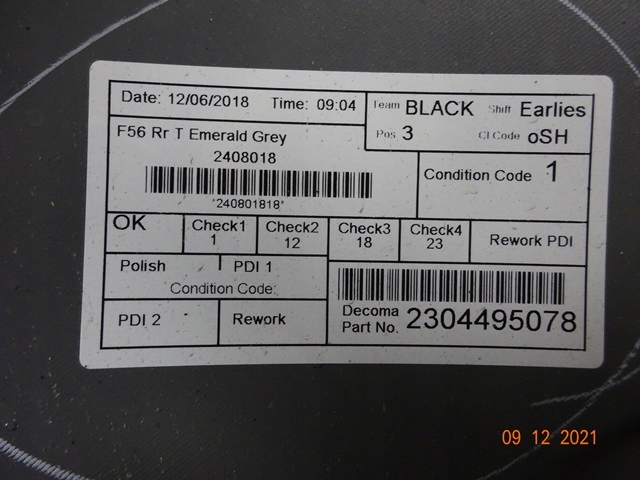 Date: 12/06/2018 Time: 09:04 Team BLACK Shift Earlies
Pos 3 CI Code oSH
F56 Rr T Emerald Grey
2408018
*240801818*
Condition Code 1
OK Check1 Check2 Check3 Check4 Rework PDI
1 12 18 23
Polish PDI 1
Condition Code:
PDI 2 Rework
Decoma
Part No. 2304495078
09 12 2021